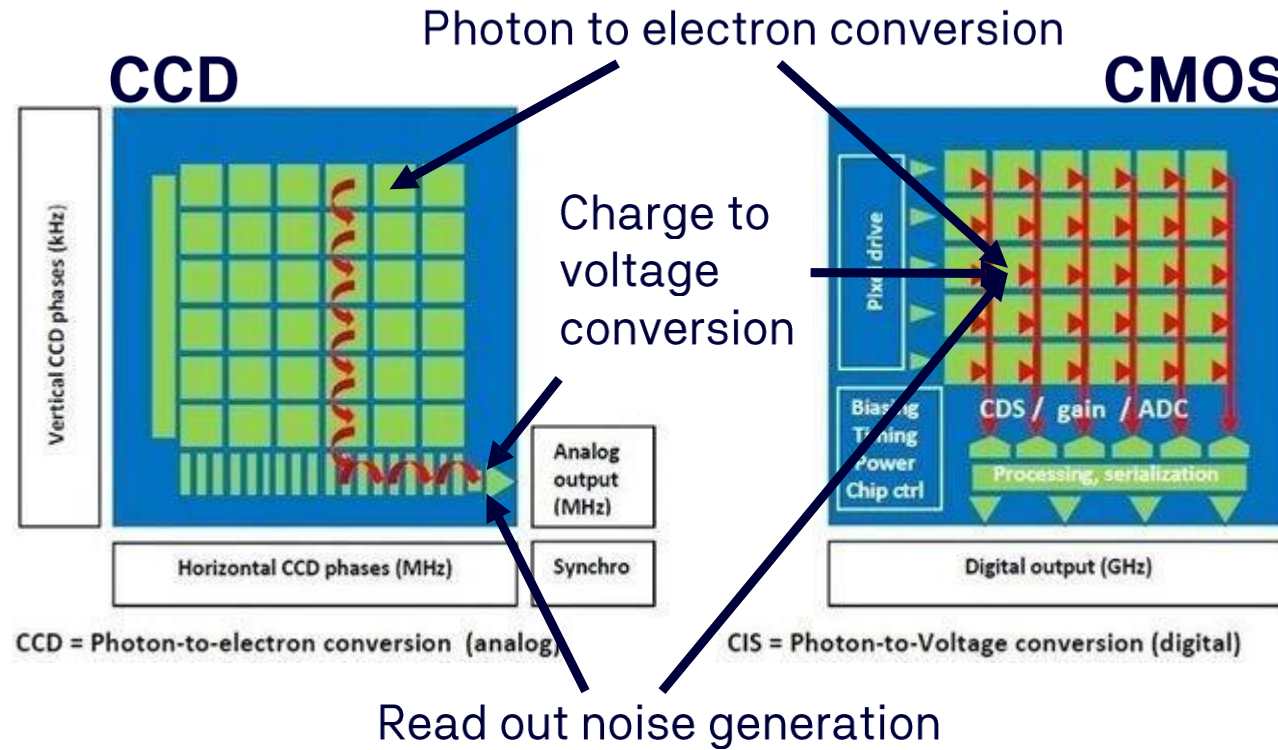 Photon to electron conversion
CCD
CMOS
Vertical CCD phases (kHz)
Charge to
voltage
conversion
Pixel drive
Biasing
Timing
Power
Chip ctrl
CDS / gain / ADC
Processing, serialization
Analog
output
(MHz)
Horizontal CCD phases (MHz)
Synchro
Digital output (GHz)
CCD = Photon-to-electron conversion (analog)
CIS = Photon-to-Voltage conversion (digital)
Read out noise generation